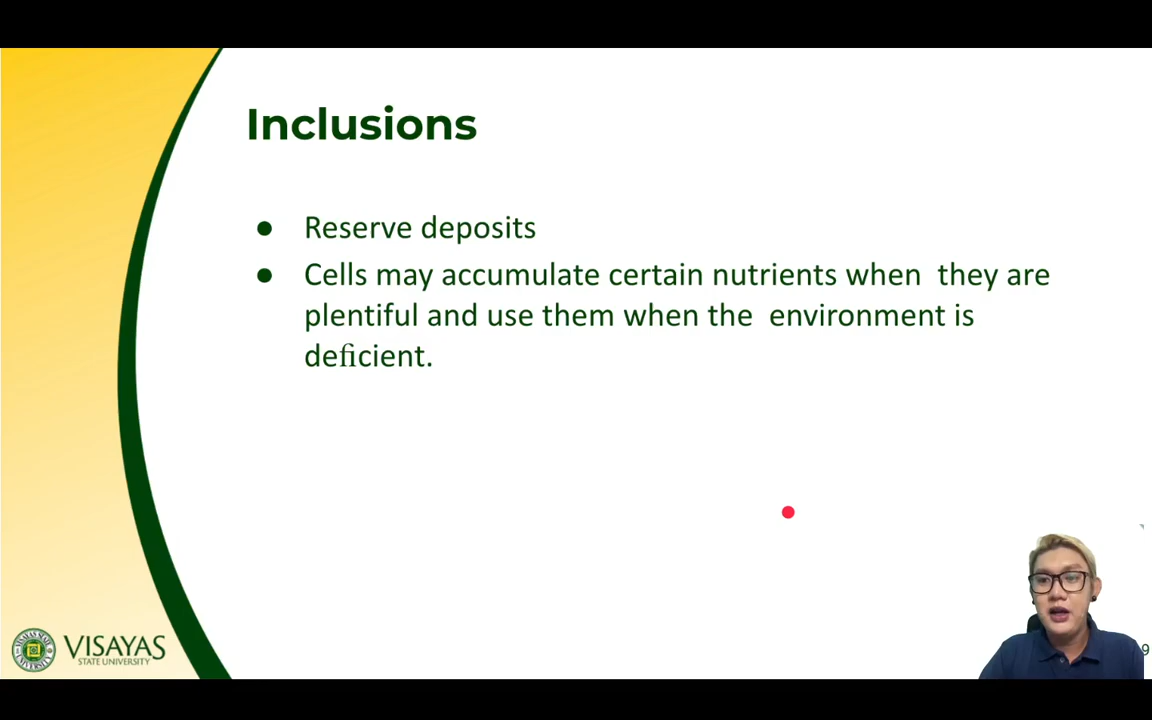 Inclusions
● Reserve deposits
● Cells may accumulate certain nutrients when  they are
plentiful and use them when the  environment is
deficient.
VISAYAS
STATE UNIVERSITY
9